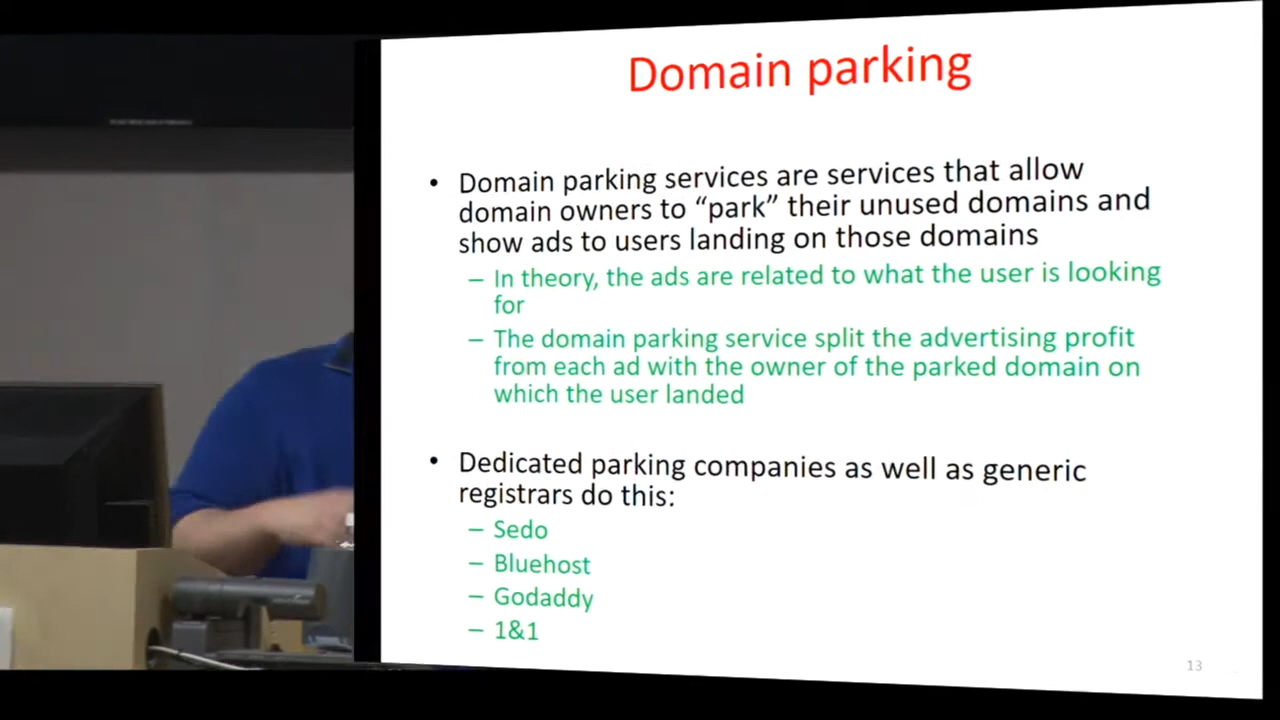 Domain parking
• Domain parking services are services that allow
domain owners to “park” their unused domains and
show ads to users landing on those domains
– In theory, the ads are related to what the user is looking
for
– The domain parking service split the advertising profit
from each ad with the owner of the parked domain on
which the user landed
• Dedicated parking companies as well as generic
registrars do this:
– Sedo
– Bluehost
– Godaddy
– 1&1
13